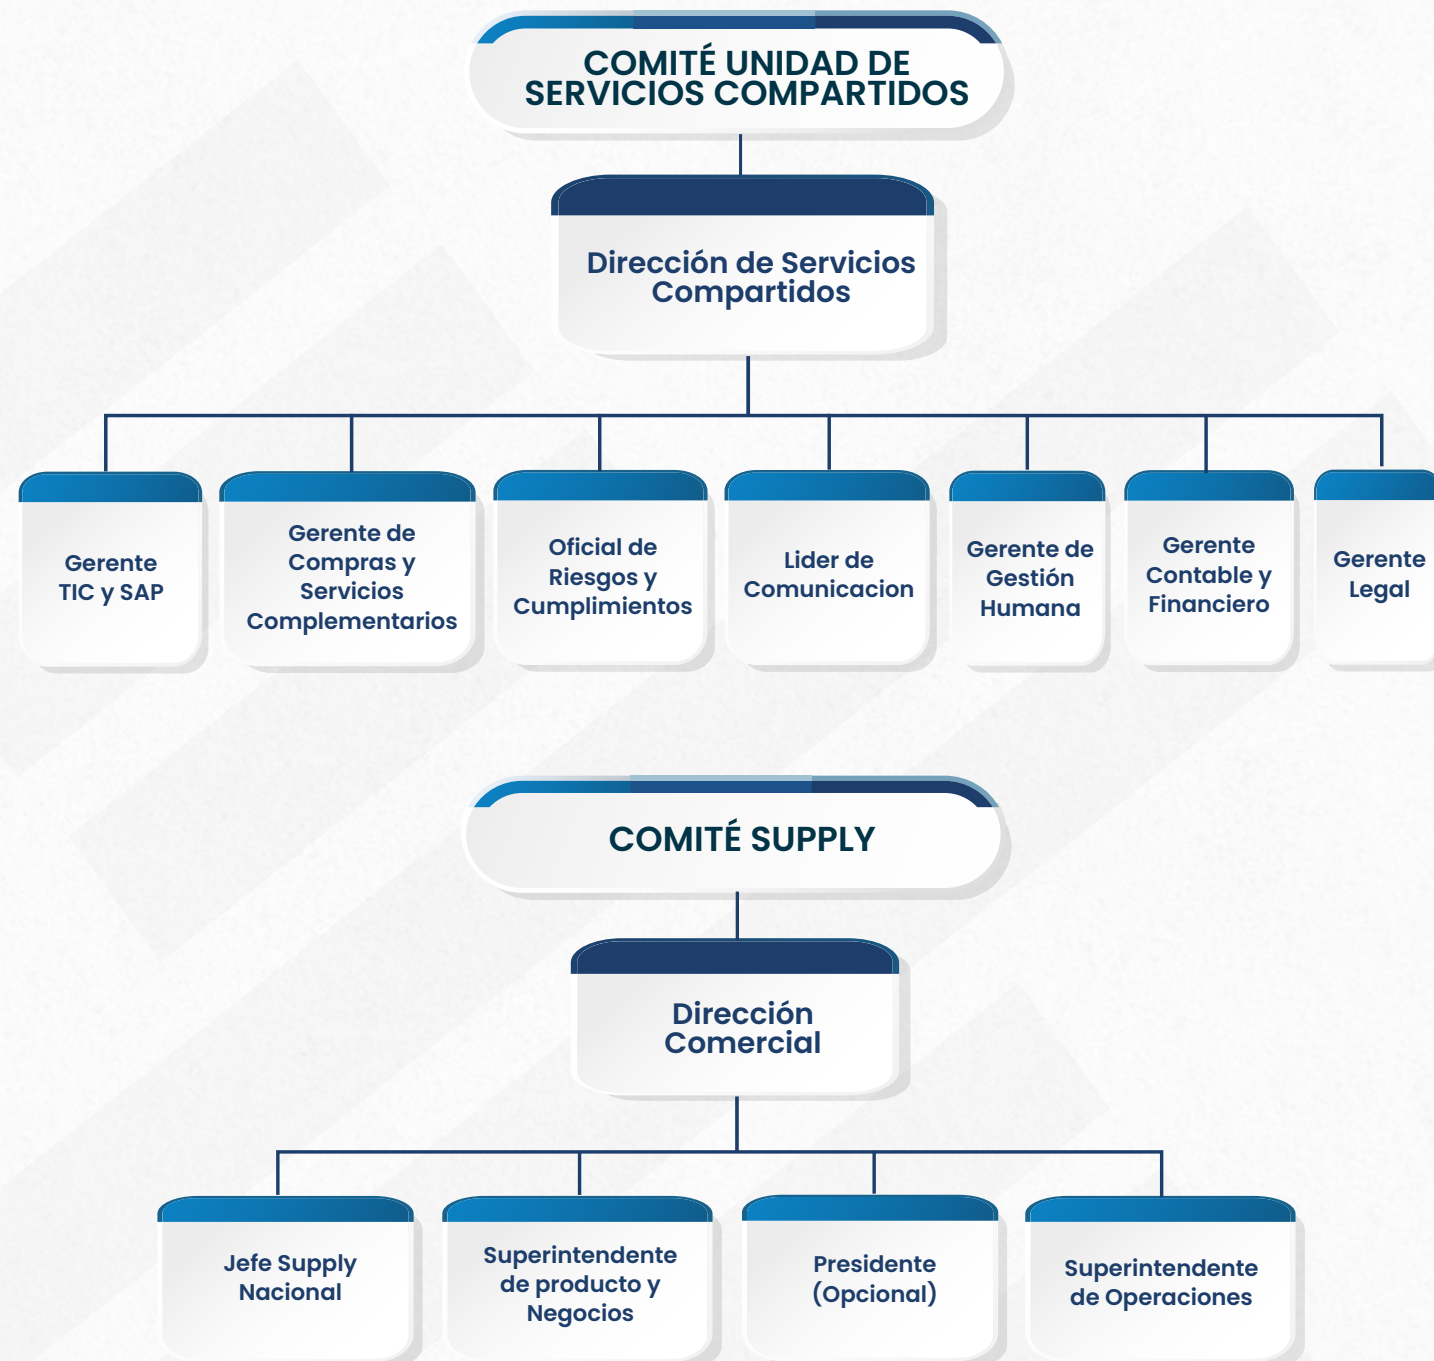 COMITÉ UNIDAD DE
SERVICIOS COMPARTIDOS
Dirección de Servicios
Compartidos
Gerente
TIC y SAP
Gerente de
Compras y
Servicios
Complementarios
Oficial de
Riesgos y
Cumplimientos
Lider de
Comunicacion
Gerente de
Gestión
Humana
Gerente
Contable y
Financiero
Gerente
Legal
COMITÉ SUPPLY
Dirección
Comercial
Jefe Supply
Nacional
Superintendente
de producto y
Negocios
Presidente
(Opcional)
Superintendente
de Operaciones